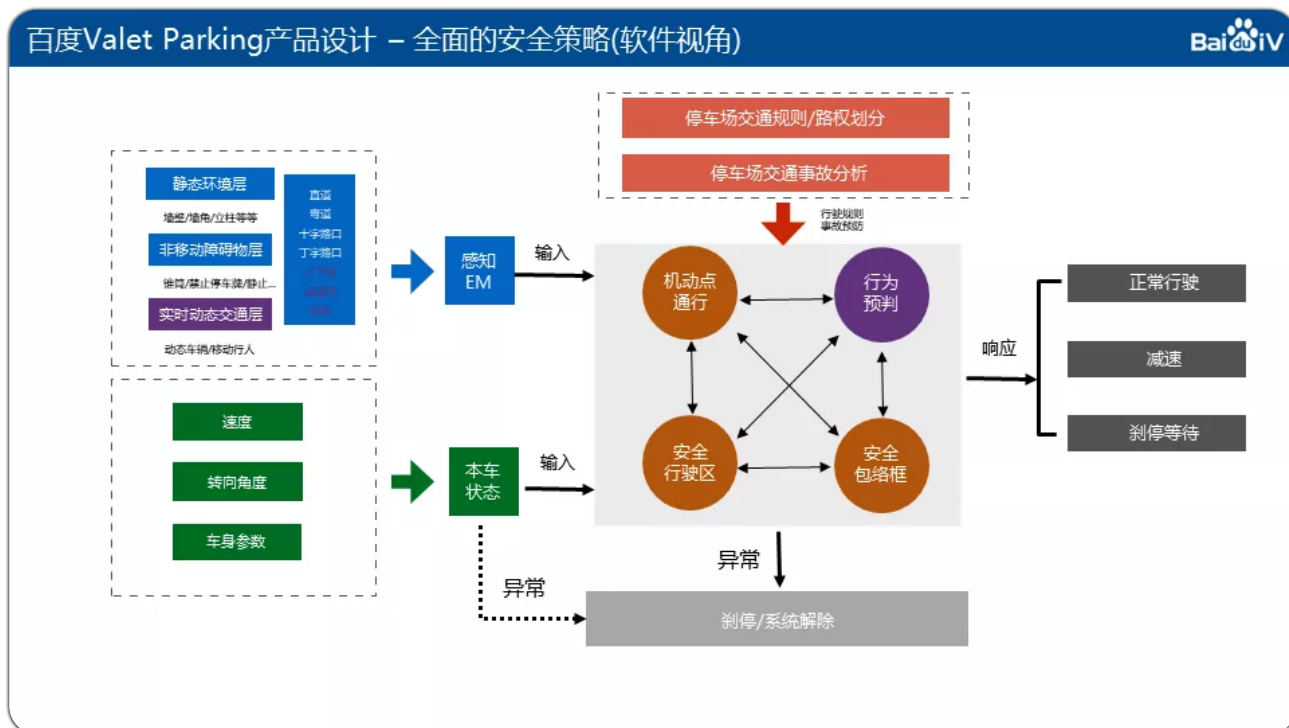 百度Valet Parking产品设计 – 全面的安全策略(软件视角)
Bai du iV
停车场交通规则/路权划分
停车场交通事故分析
行驶规则
事故预防
静态环境层
墙壁/墙角/立柱等等
非移动障碍物层
锥筒/禁止停车牌/静止...
实时动态交通层
动态车辆/移动行人
直道
弯道
十字路口
丁字路口
感知
EM
输入
速度
转向角度
车身参数
本车
状态
输入
机动点
通行
行为
预判
安全
行驶区
安全
包络框
响应
正常行驶
减速
刹停等待
异常
异常
刹停/系统解除